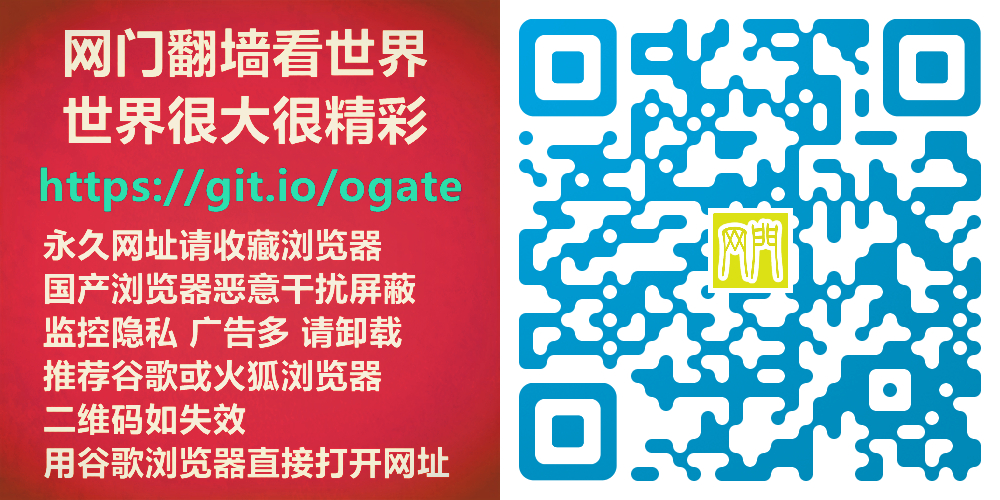 网门翻墙看世界
世界很大很精彩
https://git.io/ogate
永久网址请收藏浏览器
国产浏览器恶意干扰屏蔽
监控隐私 广告多 请卸载
推荐谷歌或火狐浏览器
二维码如失效
用谷歌浏览器直接打开网址
网門